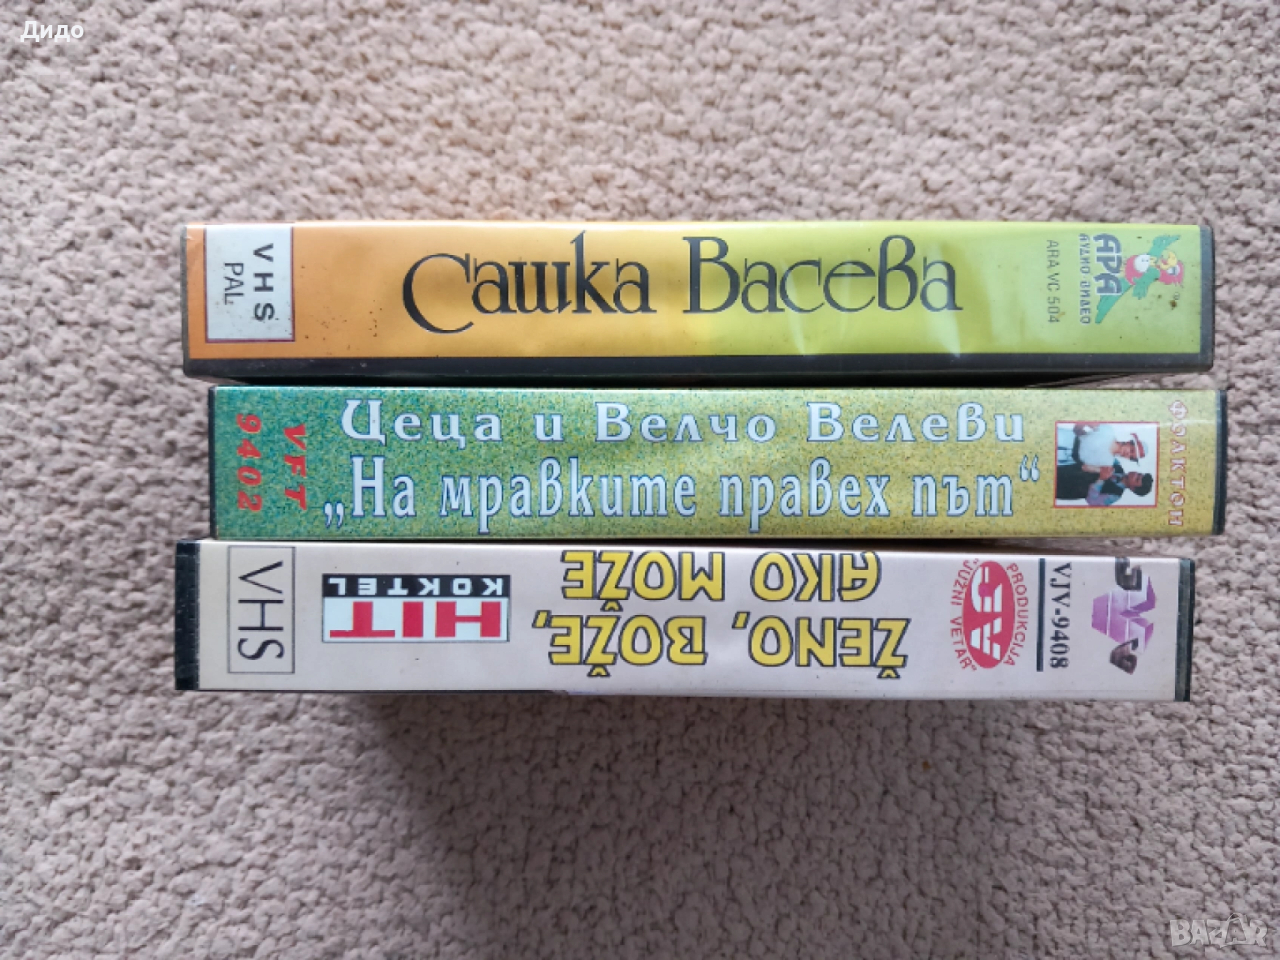 Дидо
VHS
PAL
Сашка Васева
ARA VC 504
АРА
АУДИО ВИДЕО
VFT
9402
Цеца и Велчо Велеви
„На мравките правех път“
ФОЛКТОН
VHS
HIT
KOKTEL
ŽENO, BOŽE,
AKO MOŽE
PRODUKCIJA
"JUŽNI VETAR"
VJV-9408
BAZAR